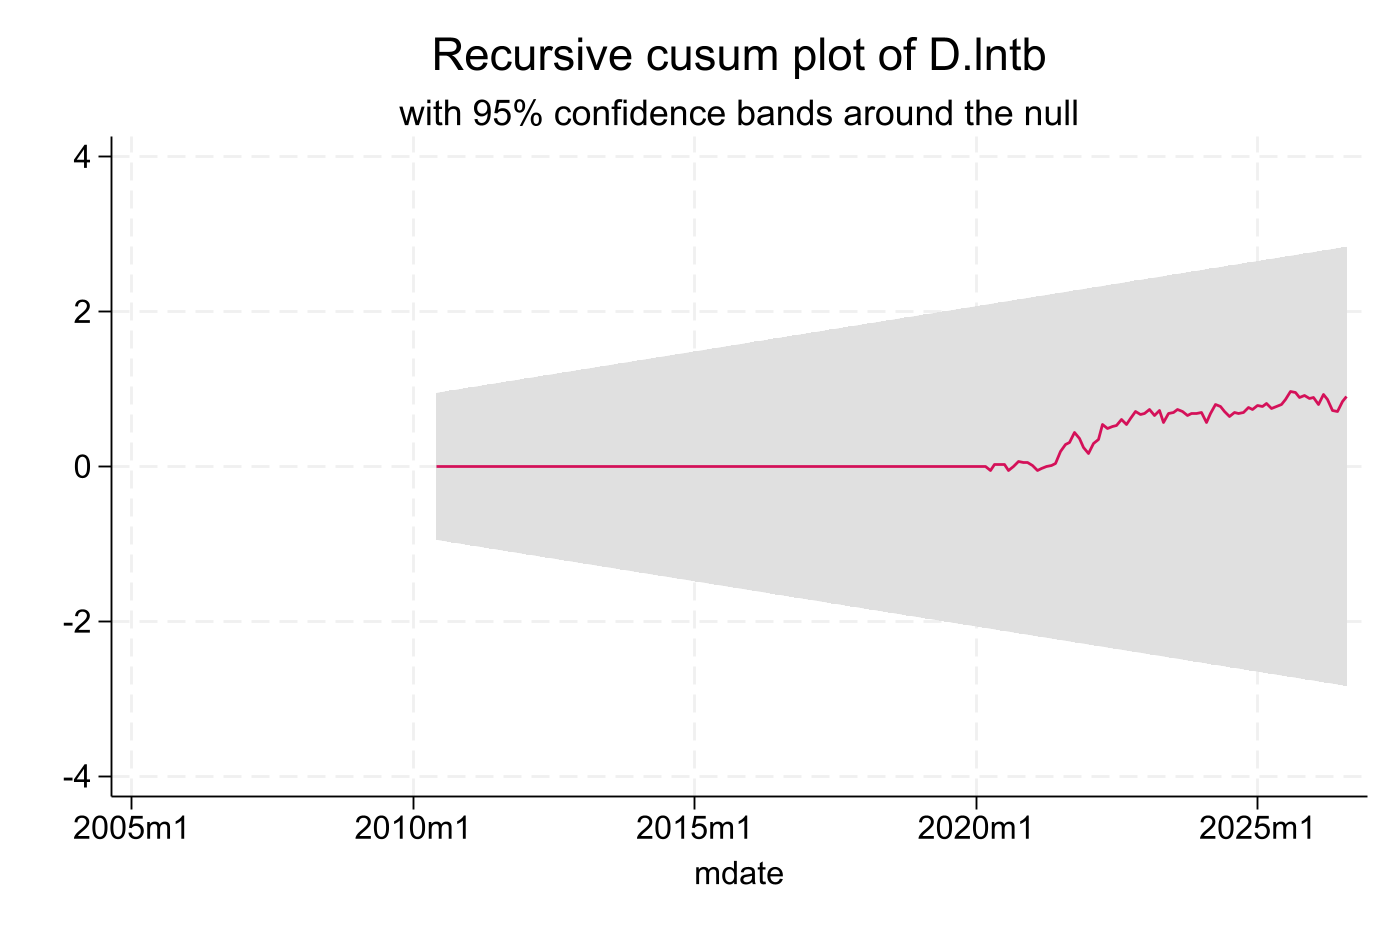 Recursive cusum plot of D.lntb
with 95% confidence bands around the null
4
2
0
-2
-4
2005m1 2010m1 2015m1 2020m1 2025m1
mdate